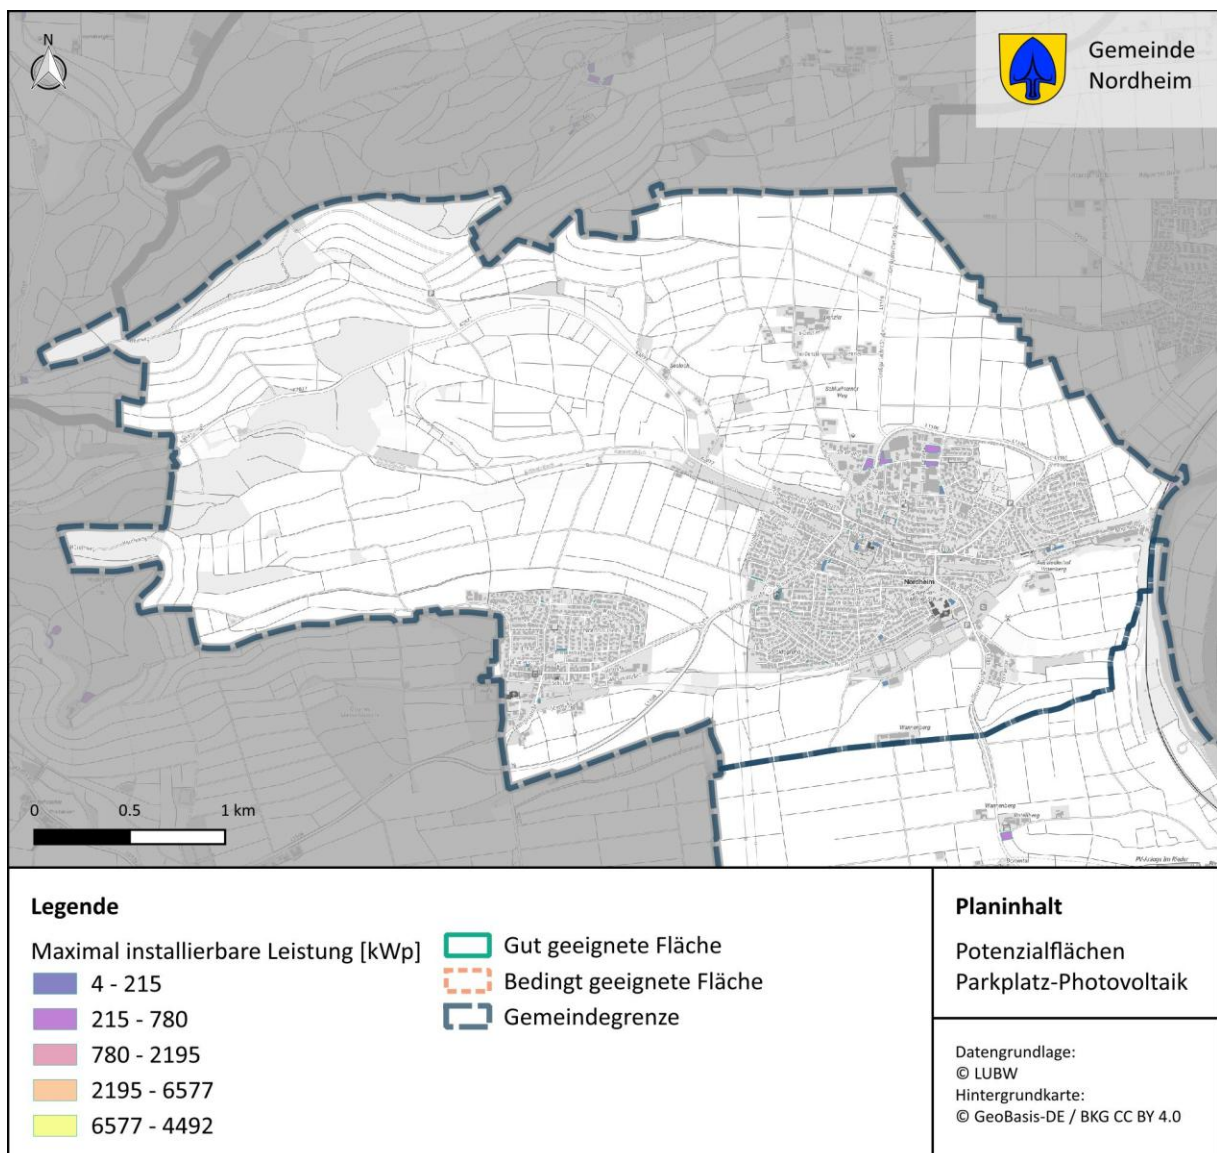 N
Gemeinde
Nordheim
Nordheim
0 0.5 1 km
Legende
Maximal installierbare Leistung [kWp]
4 - 215
215 - 780
780 - 2195
2195 - 6577
6577 - 4492
Gut geeignete Fläche
Bedingt geeignete Fläche
Gemeindegrenze
Planinhalt
Potenzialflächen
Parkplatz-Photovoltaik
Datengrundlage:
© LUBW
Hintergrundkarte:
© GeoBasis-DE / BKG CC BY 4.0